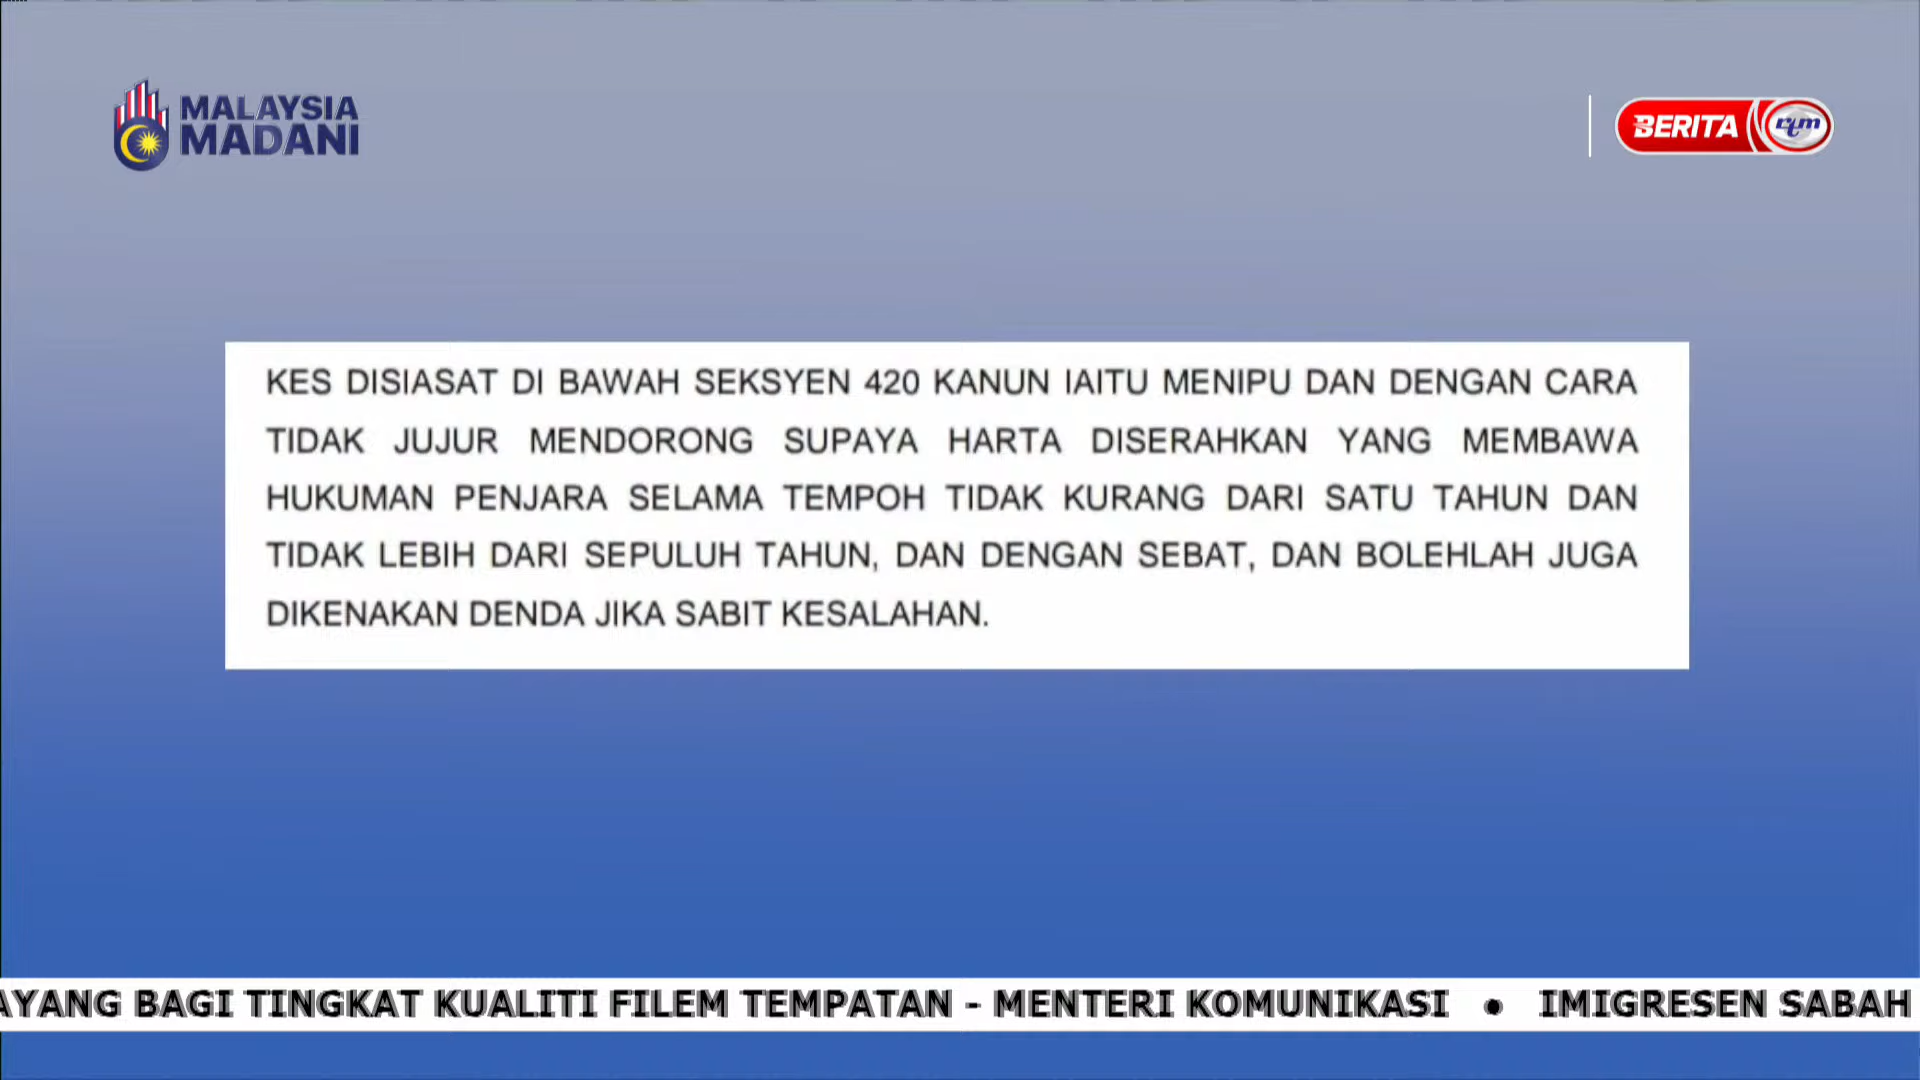 MALAYSIA
MADANI
BERITA rtm
KES DISIASAT DI BAWAH SEKSYEN 420 KANUN IAITU MENIPU DAN DENGAN CARA
TIDAK JUJUR MENDORONG SUPAYA HARTA DISERAHKAN YANG MEMBAWA
HUKUMAN PENJARA SELAMA TEMPOH TIDAK KURANG DARI SATU TAHUN DAN
TIDAK LEBIH DARI SEPULUH TAHUN, DAN DENGAN SEBAT, DAN BOLEHLAH JUGA
DIKENAKAN DENDA JIKA SABIT KESALAHAN.
AYANG BAGI TINGKAT KUALITI FILEM TEMPATAN - MENTERI KOMUNIKASI • IMIGRESEN SABAH